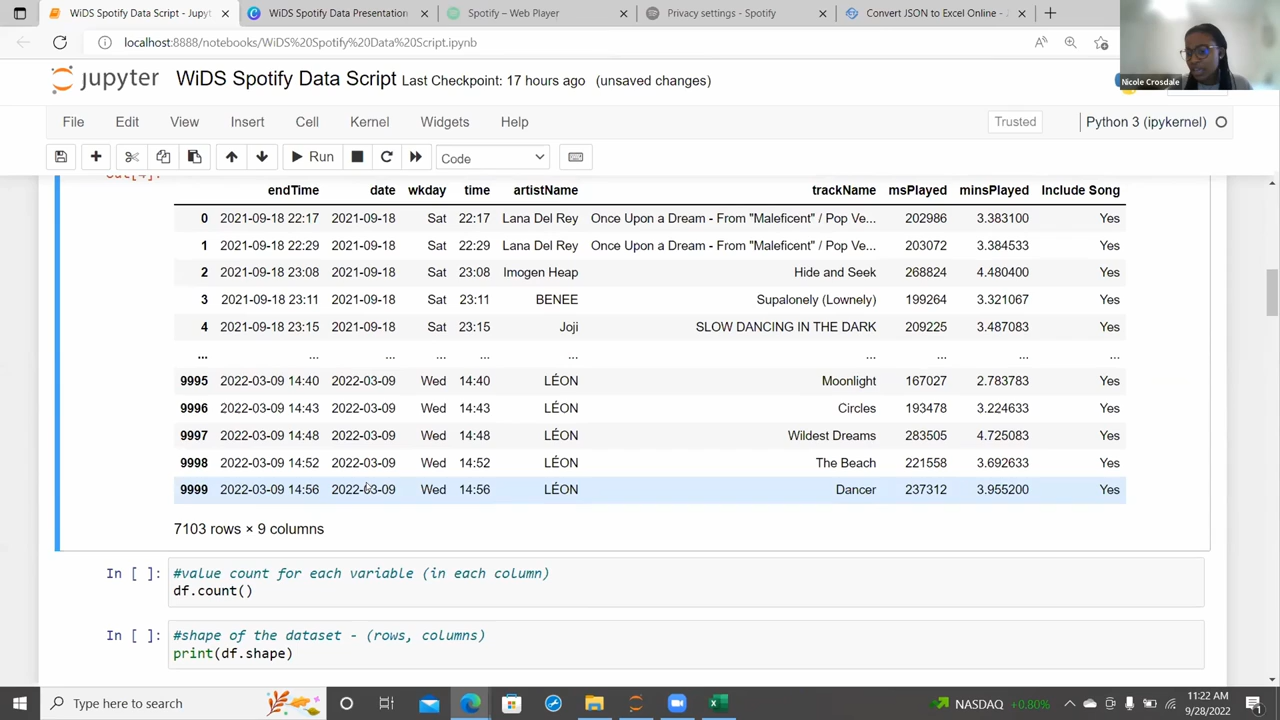 WiDS Spotify Data Script - Jupyt
WiDS Spotify Data Presentation
Spotify – Web Player
Privacy settings - Spotify
Convert JSON to Excel Online -
localhost:8888/notebooks/WiDS%20Spotify%20Data%20Script.ipynb
Nicole Crosdale
jupyter WiDS Spotify Data Script Last Checkpoint: 17 hours ago (unsaved changes)
File Edit View Insert Cell Kernel Widgets Help Trusted Python 3 (ipykernel)
Run Code
Out[4]:
endTime date wkday time artistName trackName msPlayed minsPlayed Include Song
0 2021-09-18 22:17 2021-09-18 Sat 22:17 Lana Del Rey Once Upon a Dream - From "Maleficent" / Pop Ve... 202986 3.383100 Yes
1 2021-09-18 22:29 2021-09-18 Sat 22:29 Lana Del Rey Once Upon a Dream - From "Maleficent" / Pop Ve... 203072 3.384533 Yes
2 2021-09-18 23:08 2021-09-18 Sat 23:08 Imogen Heap Hide and Seek 268824 4.480400 Yes
3 2021-09-18 23:11 2021-09-18 Sat 23:11 BENEE Supalonely (Lownely) 199264 3.321067 Yes
4 2021-09-18 23:15 2021-09-18 Sat 23:15 Joji SLOW DANCING IN THE DARK 209225 3.487083 Yes
... ... ... ... ... ... ... ... ... ...
9995 2022-03-09 14:40 2022-03-09 Wed 14:40 LÉON Moonlight 167027 2.783783 Yes
9996 2022-03-09 14:43 2022-03-09 Wed 14:43 LÉON Circles 193478 3.224633 Yes
9997 2022-03-09 14:48 2022-03-09 Wed 14:48 LÉON Wildest Dreams 283505 4.725083 Yes
9998 2022-03-09 14:52 2022-03-09 Wed 14:52 LÉON The Beach 221558 3.692633 Yes
9999 2022-03-09 14:56 2022-03-09 Wed 14:56 LÉON Dancer 237312 3.955200 Yes
7103 rows × 9 columns
In [ ]: #value count for each variable (in each column)
df.count()
In [ ]: #shape of the dataset - (rows, columns)
print(df.shape)
Type here to search
NASDAQ +0.80%
11:22 AM
9/28/2022